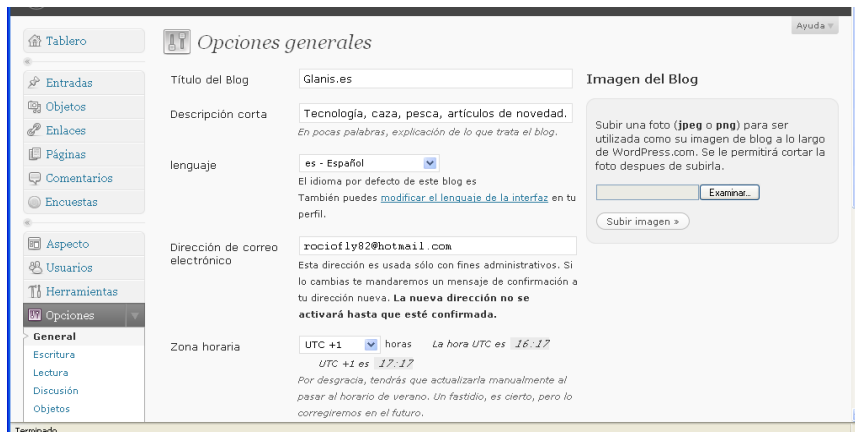 Ayuda
Tablero
Opciones generales
Entradas
Objetos
Enlaces
Páginas
Comentarios
Encuestas
Aspecto
Usuarios
Herramientas
Opciones
General
Escritura
Lectura
Discusión
Objetos
Título del Blog
Glanis.es
Descripción corta
Tecnología, caza, pesca, artículos de novedad.
En pocas palabras, explicación de lo que trata el blog.
lenguaje
es - Español
El idioma por defecto de este blog es
También puedes modificar el lenguaje de la interfaz en tu
perfil.
Dirección de correo
electrónico
rociofly82@hotmail.com
Esta dirección es usada sólo con fines administrativos. Si
lo cambias te mandaremos un mensaje de confirmación a
tu dirección nueva. La nueva dirección no se
activará hasta que esté confirmada.
Zona horaria
UTC +1 horas La hora UTC es 16:17
UTC +1 es 17:17
Por desgracia, tendrás que actualizarla manualmente al
pasar al horario de verano. Un fastidio, es cierto, pero lo
corregiremos en el futuro.
Imagen del Blog
Subir una foto (jpeg o png) para ser
utilizada como su imagen de blog a lo largo
de WordPress.com. Se le permitirá cortar la
foto despues de subirla.
Examinar...
Subir imagen »
Terminado